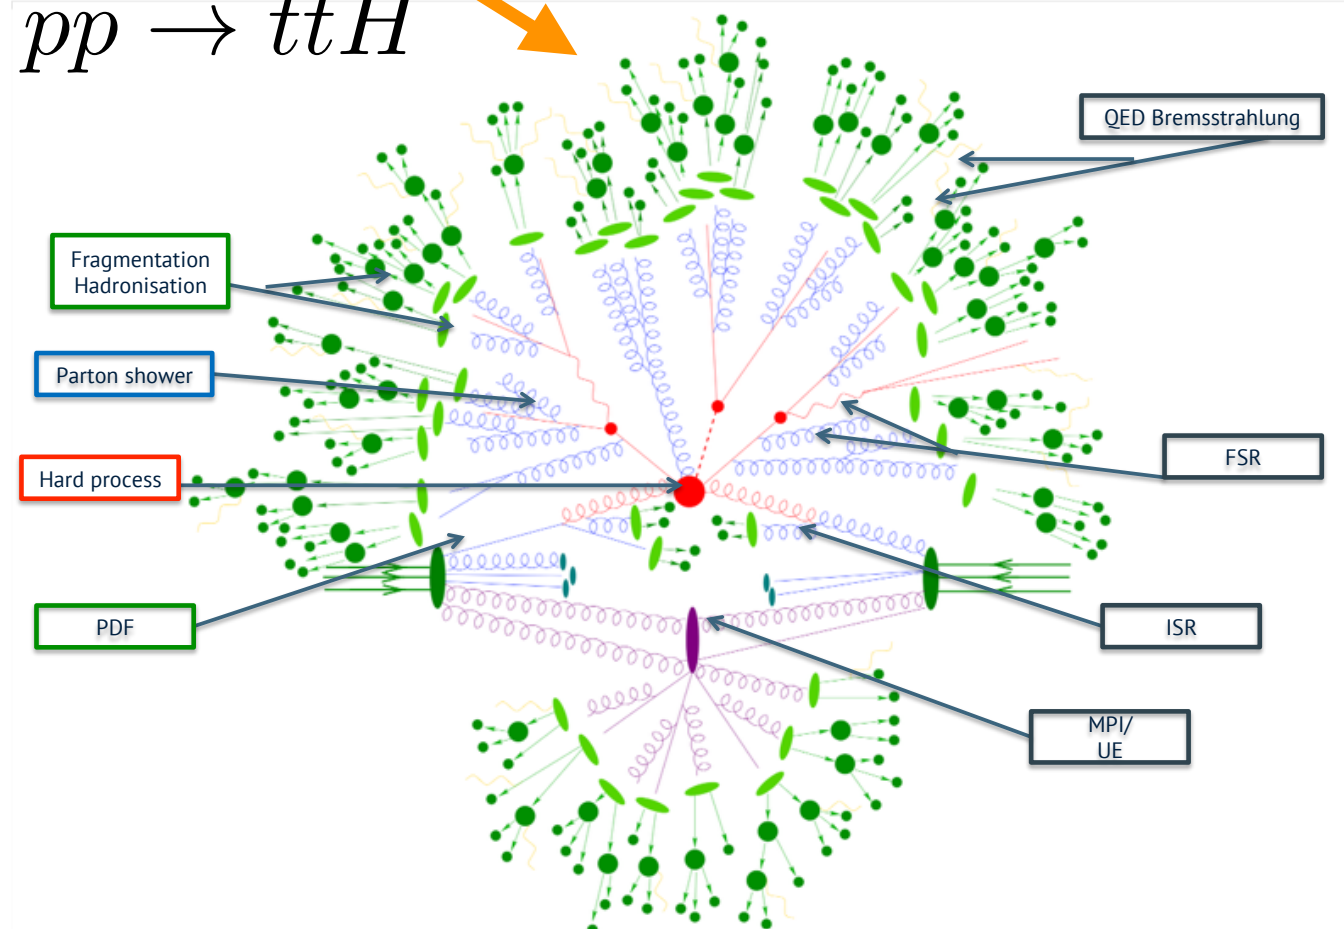 pp → ttH
QED Bremsstrahlung
Fragmentation
Hadronisation
Parton shower
Hard process
FSR
PDF
ISR
MPI/
UE